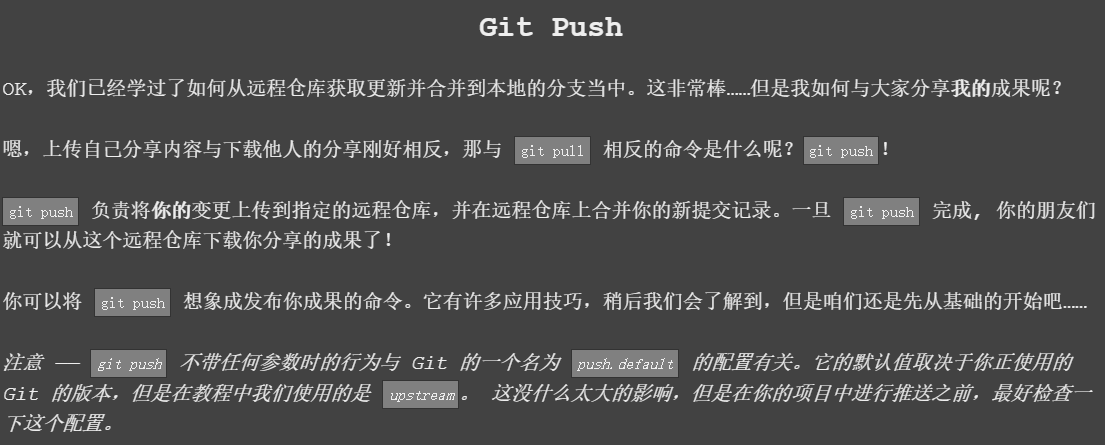 Git Push
OK，我们已经学过了如何从远程仓库获取更新并合并到本地的分支当中。这非常棒……但是我如何与大家分享我的成果呢？
嗯，上传自己分享内容与下载他人的分享刚好相反，那与 git pull 相反的命令是什么呢？git push！
git push 负责将你的变更上传到指定的远程仓库，并在远程仓库上合并你的新提交记录。一旦 git push 完成, 你的朋友们
就可以从这个远程仓库下载你分享的成果了！
你可以将 git push 想象成发布你成果的命令。它有许多应用技巧，稍后我们会了解到，但是咱们还是先从基础的开始吧……
注意 —— git push 不带任何参数时的行为与 Git 的一个名为 push.default 的配置有关。它的默认值取决于你正使用的
Git 的版本，但是在教程中我们使用的是 upstream。 这没什么太大的影响，但是在你的项目中进行推送之前，最好检查一
下这个配置。